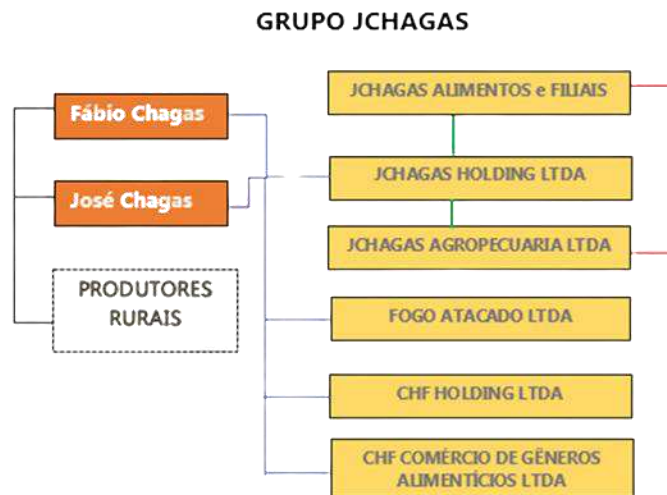 GRUPO JCHAGAS
Fábio Chagas
José Chagas
PRODUTORES
RURAIS
JCHAGAS ALIMENTOS e FILIAIS
JCHAGAS HOLDING LTDA
JCHAGAS AGROPECUARIA LTDA
FOGO ATACADO LTDA
CHF HOLDING LTDA
CHF COMÉRCIO DE GÊNEROS
ALIMENTÍCIOS LTDA